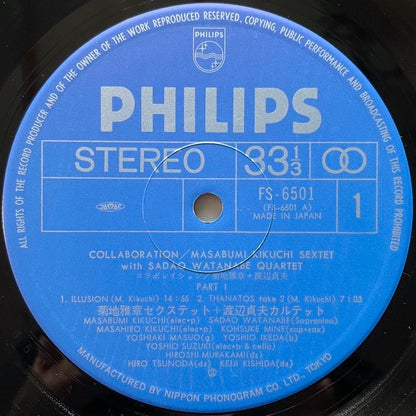 ALL RIGHTS OF THE RECORD PRODUCER AND OF THE OWNER OF THE WORK REPRODUCED RESERVED. COPYING, PUBLIC PERFORMANCE AND BROADCASTING OF THIS RECORD PROHIBITED
PHILIPS
PHILIPS
STEREO 33 1/3
FS-6501
(FS-6501 A)
MADE IN JAPAN
1
COLLABORATION / MASABUMI KIKUCHI SEXTET
with SADAO WATANABE QUARTET
コラボレイション/菊地雅章+渡辺貞夫
PART 1
1. ILLUSION (M. Kikuchi) 14:55 2. THANATOS take 2 (M. Kikuchi) 7:03
菊地雅章セクステット+渡辺貞夫カルテット
MASABUMI KIKUCHI(elec•p) SADAO WATANABE(Sopranino)
MASAHIRO KIKUCHI(elec•p) KOHSUKE MINE(sop•sax)
YOSHIAKI MASUO(g) YOSHIO IKEDA(b)
YOSHIO SUZUKI(elec•b & cello)
HIROSHI MURAKAMI(ds)
HIRO TSUNODA(ds) KEIJI KISHIDA(ds)
MANUFACTURED BY NIPPON PHONOGRAM CO. LTD., TOKYO